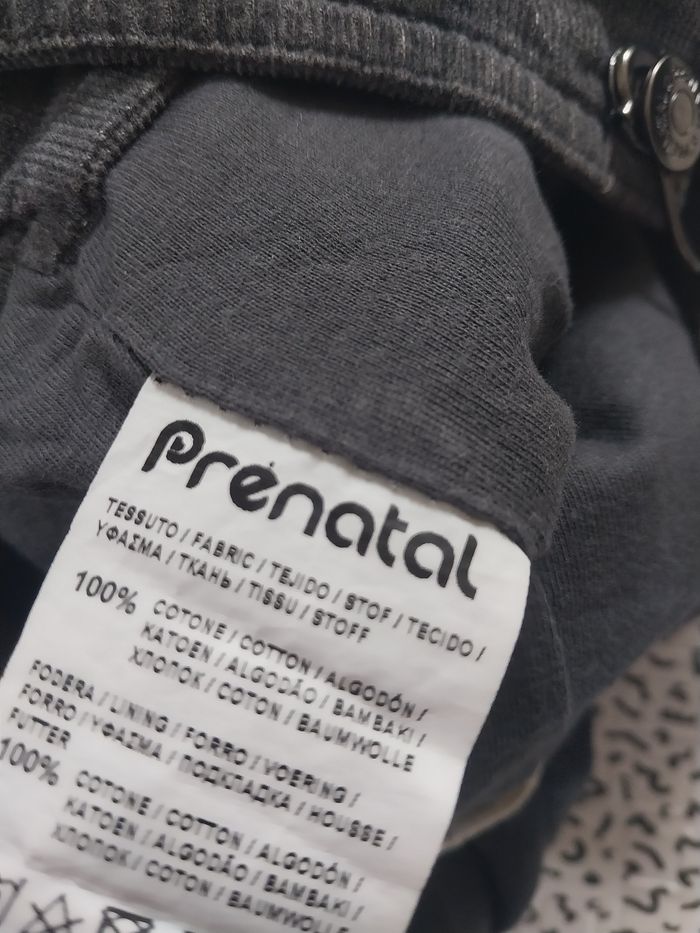 Prénatal
TESSUTO / FABRIC / TEJIDO / STOF / TECIDO /
ΥΦΑΣΜΑ / ТКАНЬ / TISSU / STOFF
100% COTONE / COTTON / ALGODÓN /
KATOEN / ALGODÃO / BAMBAKI /
ХЛОПОК / COTON / BAUMWOLLE
FODERA / LINING / FORRO / VOERING /
FORRO / ΥΦΑΣΜΑ / ПОДКЛАДКА / HOUSSE /
FUTTER
100% COTONE / COTTON / ALGODÓN /
KATOEN / ALGODÃO / BAMBAKI /
ХЛОПОК / COTON / BAUMWOLLE